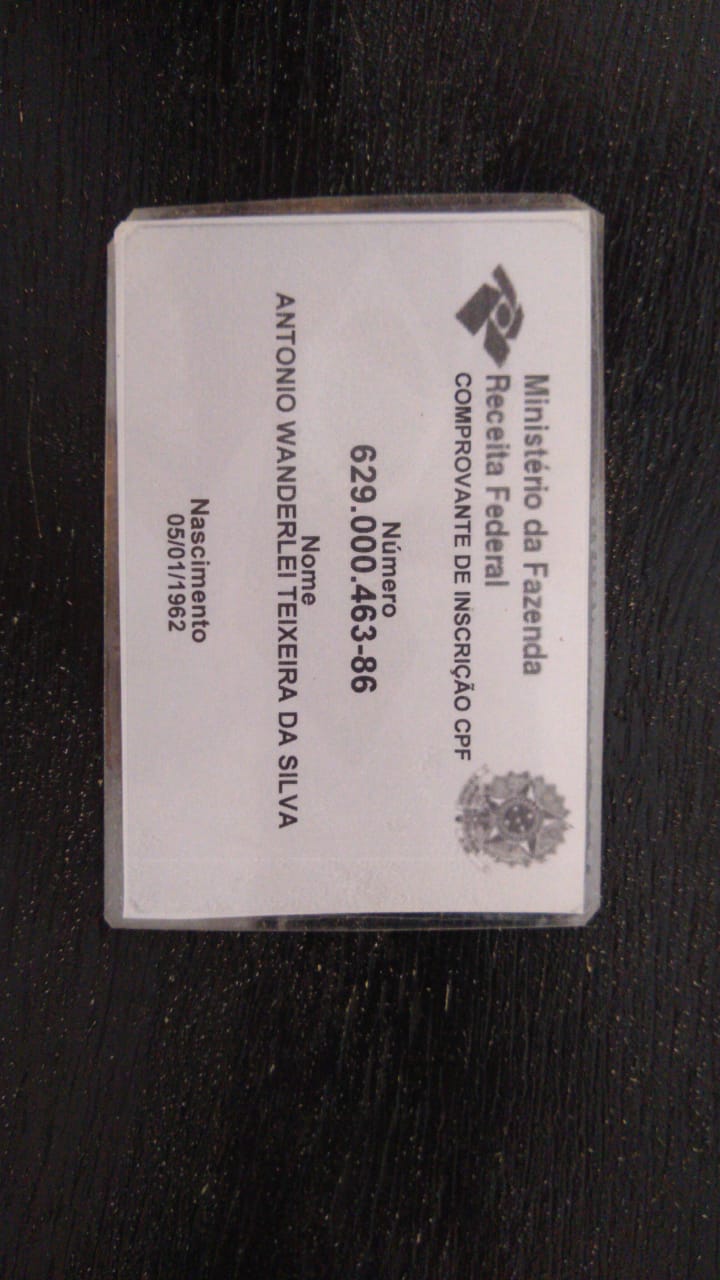 Ministério da Fazenda
Receita Federal
COMPROVANTE DE INSCRIÇÃO CPF
Número
629.000.463-86
Nome
ANTONIO WANDERLEI TEIXEIRA DA SILVA
Nascimento
05/01/1962